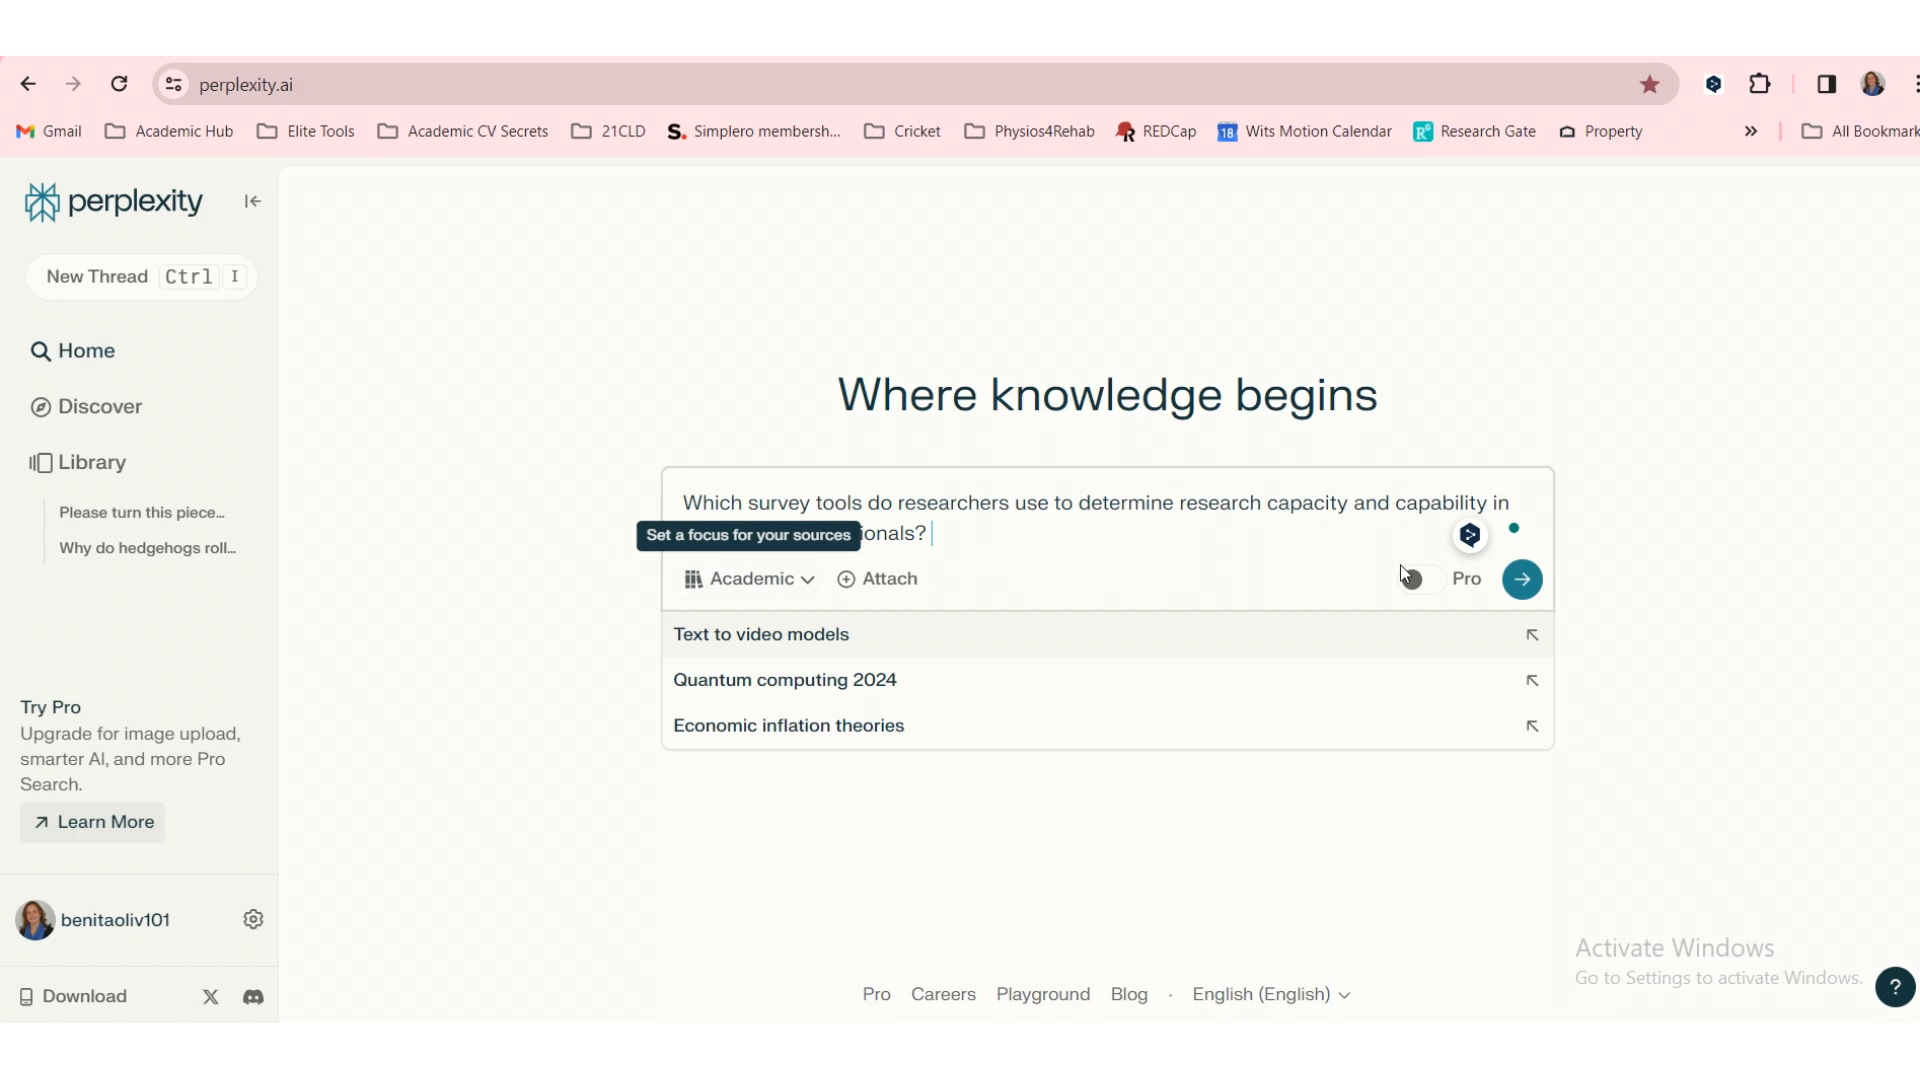 perplexity.ai
Gmail Academic Hub Elite Tools Academic CV Secrets 21CLD S. Simplero membersh... Cricket Physios4Rehab REDCap 18 Wits Motion Calendar Research Gate Property » All Bookmark
perplexity
New Thread Ctrl I
Home
Discover
Library
Please turn this piece...
Why do hedgehogs roll...
Try Pro
Upgrade for image upload,
smarter AI, and more Pro
Search.
Learn More
benitaoliv101
Download
Where knowledge begins
Which survey tools do researchers use to determine research capacity and capability in
ionals?
Set a focus for your sources
Academic Attach Pro
Text to video models
Quantum computing 2024
Economic inflation theories
Activate Windows
Go to Settings to activate Windows.
Pro Careers Playground Blog · English (English)
?